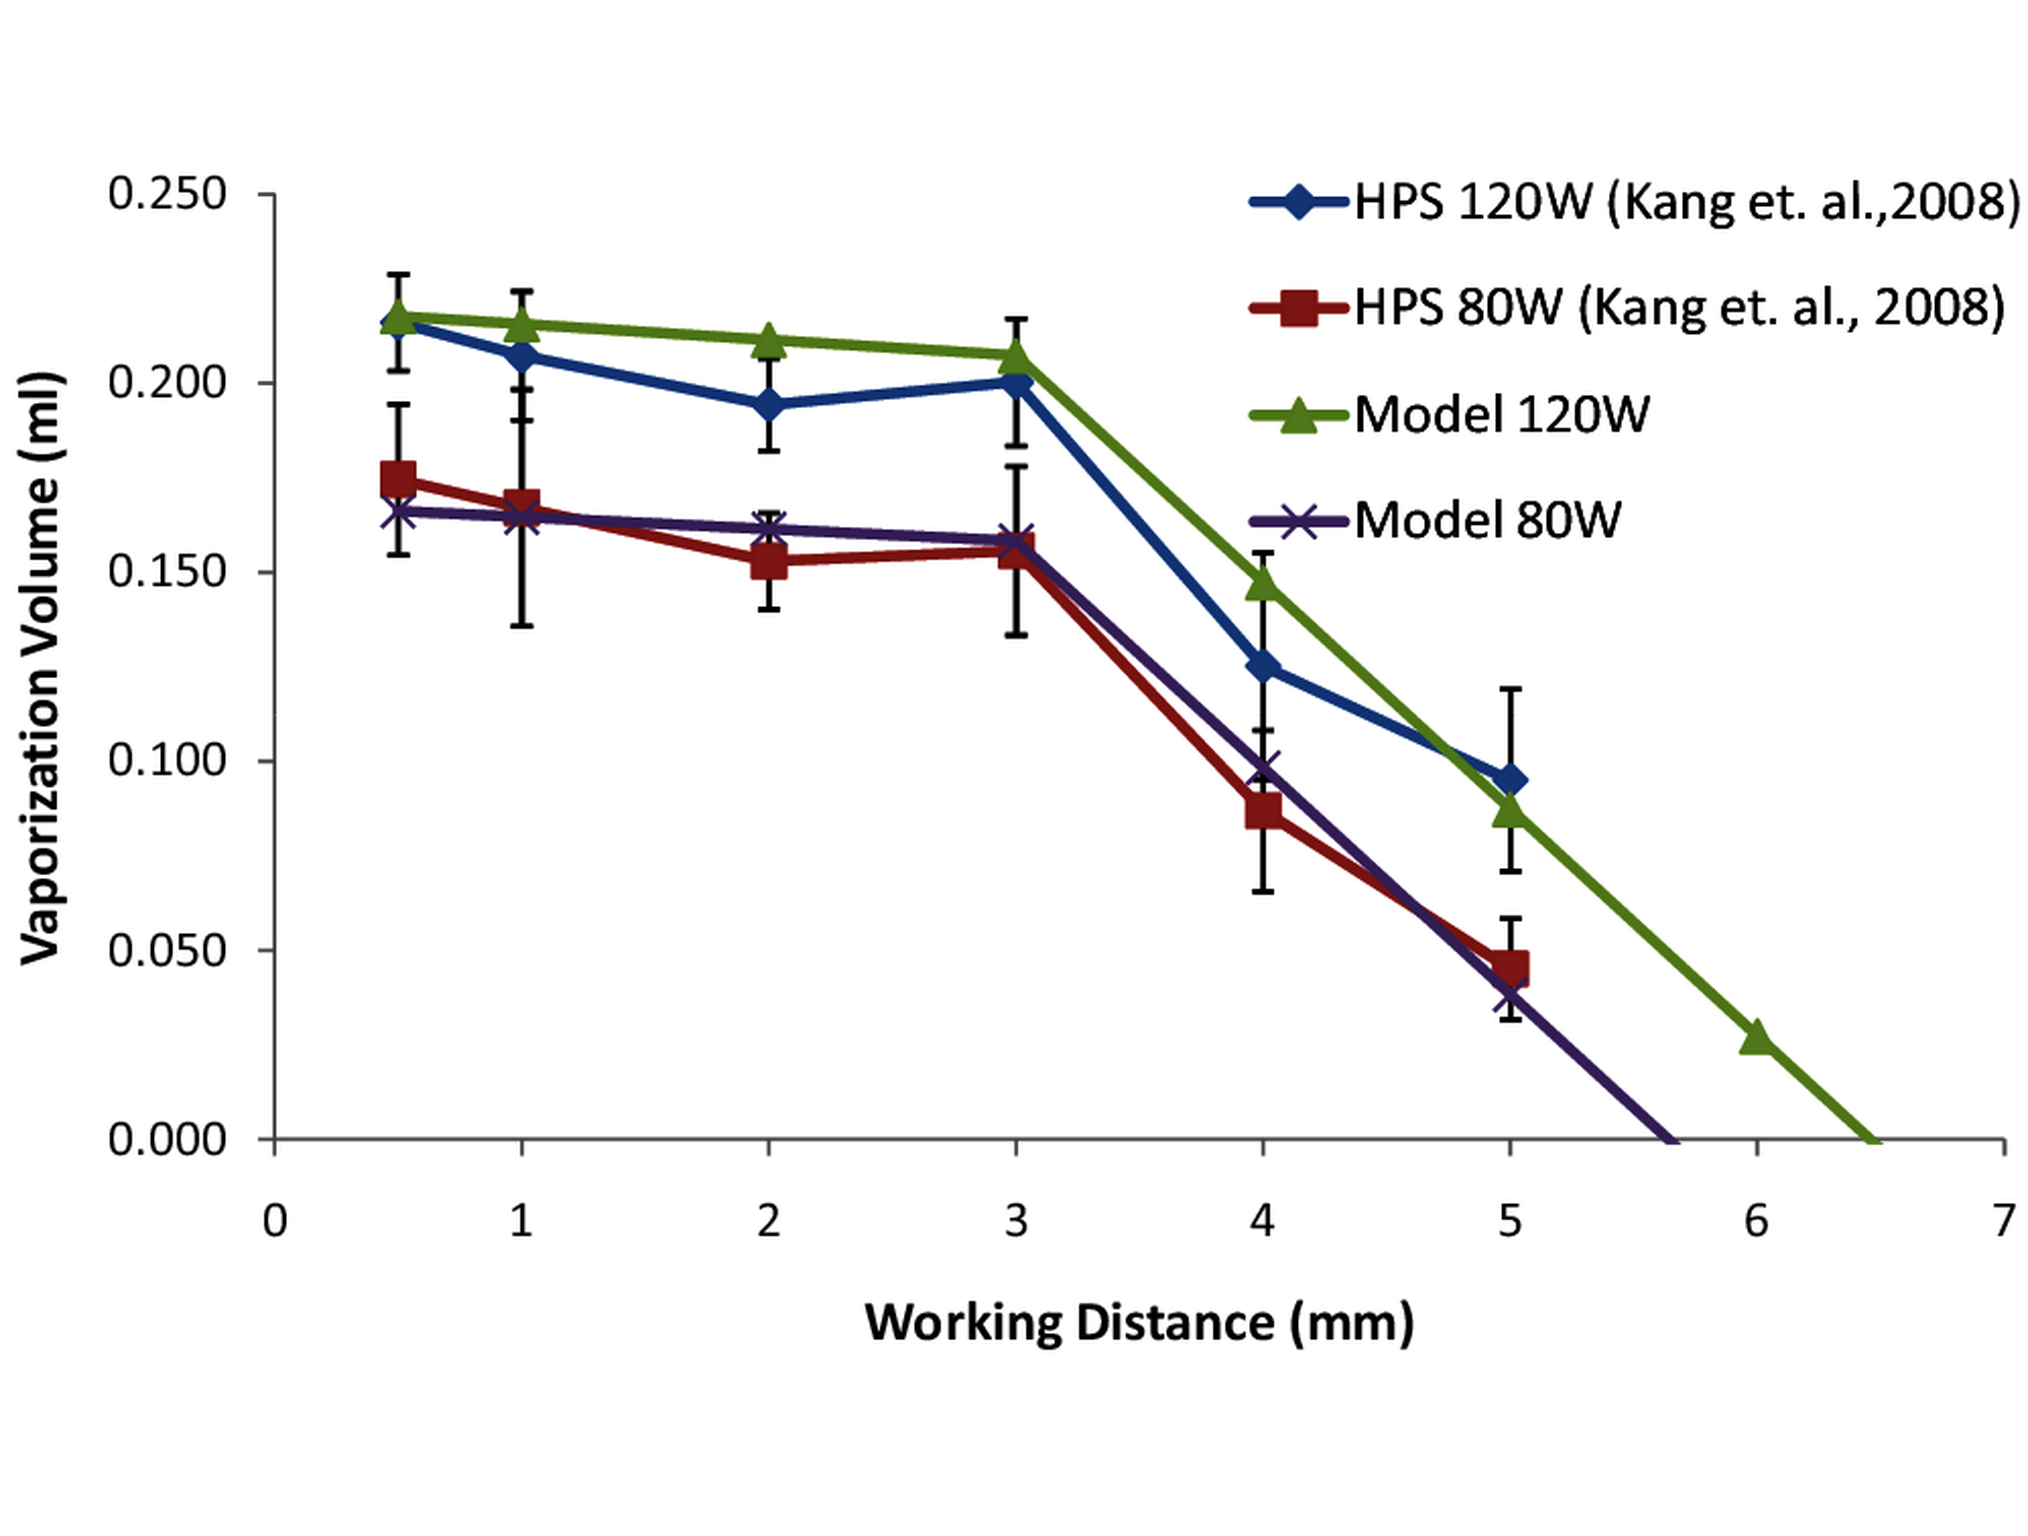 HPS 120W (Kang et. al.,2008)
HPS 80W (Kang et. al., 2008)
Model 120W
Model 80W
Vaporization Volume (ml)
0.250
0.200
0.150
0.100
0.050
0.000
0 1 2 3 4 5 6 7
Working Distance (mm)